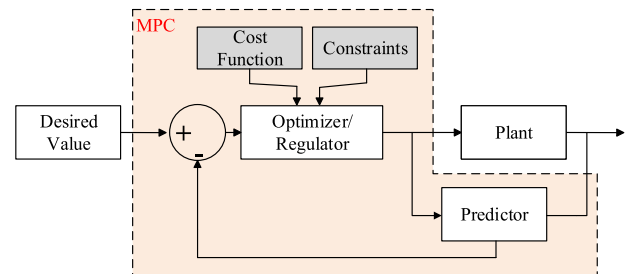 MPC
Cost
Function
Constraints
Desired
Value
+
-
Optimizer/
Regulator
Plant
Predictor